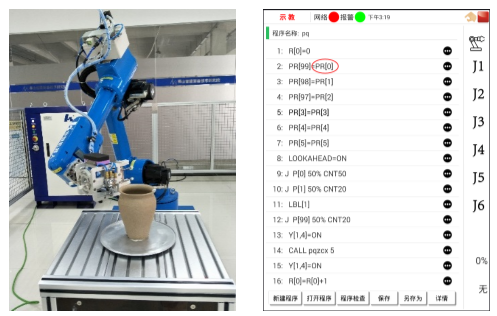 示教 网络 报警 下午3:19
程序名称: pq
1: R[0]=0
2: PR[99]=PR[0]
3: PR[98]=PR[1]
4: PR[97]=PR[2]
5: PR[3]=PR[3]
6: PR[4]=PR[4]
7: PR[5]=PR[5]
8: LOOKAHEAD=ON
9: J P[0] 50% CNT50
10: J P[1] 50% CNT20
11: LBL[1]
12: J P[99] 50% CNT20
13: Y[1,4]=ON
14: CALL pqzcx 5
15: Y[1,4]=ON
16: R[0]=R[0]+1
新建程序 打开程序 程序检查 保存 另存为 详情
J1
J2
J3
J4
J5
J6
0%
无